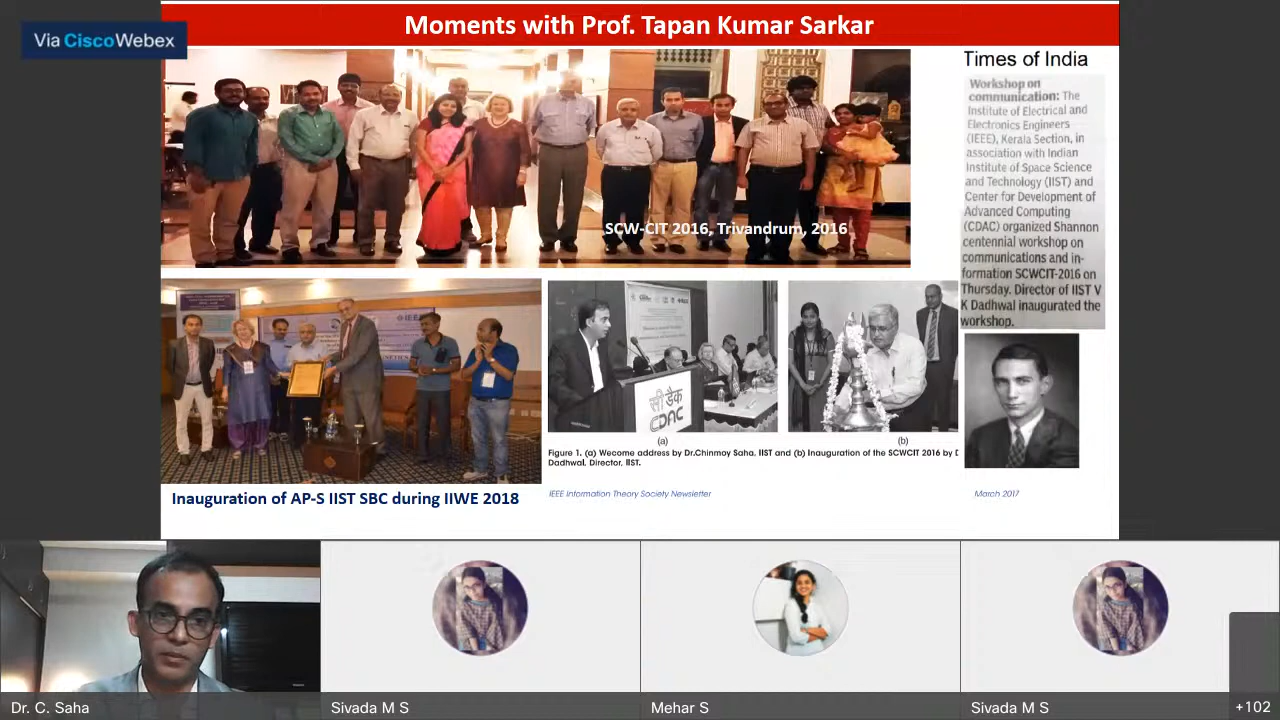 Moments with Prof. Tapan Kumar Sarkar
Via Cisco Webex
Times of India
Workshop on
communication: The
Institute of Electrical and
Electronics Engineers
(IEEE), Kerala Section, in
association with Indian
Institute of Space Science
and Technology (IIST) and
Center for Development of
Advanced Computing
(CDAC) organized Shannon
centennial workshop on
communications and in-
formation SCWCIT-2016 on
Thursday. Director of IIST V
K Dadhwal inaugurated the
workshop.
SCW-CIT 2016, Trivandrum, 2016
IEEE
सी डैक
CDAC
(a)
(b)
Figure 1. (a) Wecome address by Dr.Chinmoy Saha, IIST and (b) Inauguration of the SCWCIT 2016 by D
Dadhwal, Director, IIST.
Inauguration of AP-S IIST SBC during IIWE 2018
IEEE Information Theory Society Newsletter
March 2017
Dr. C. Saha
Sivada M S
Mehar S
Sivada M S
+102